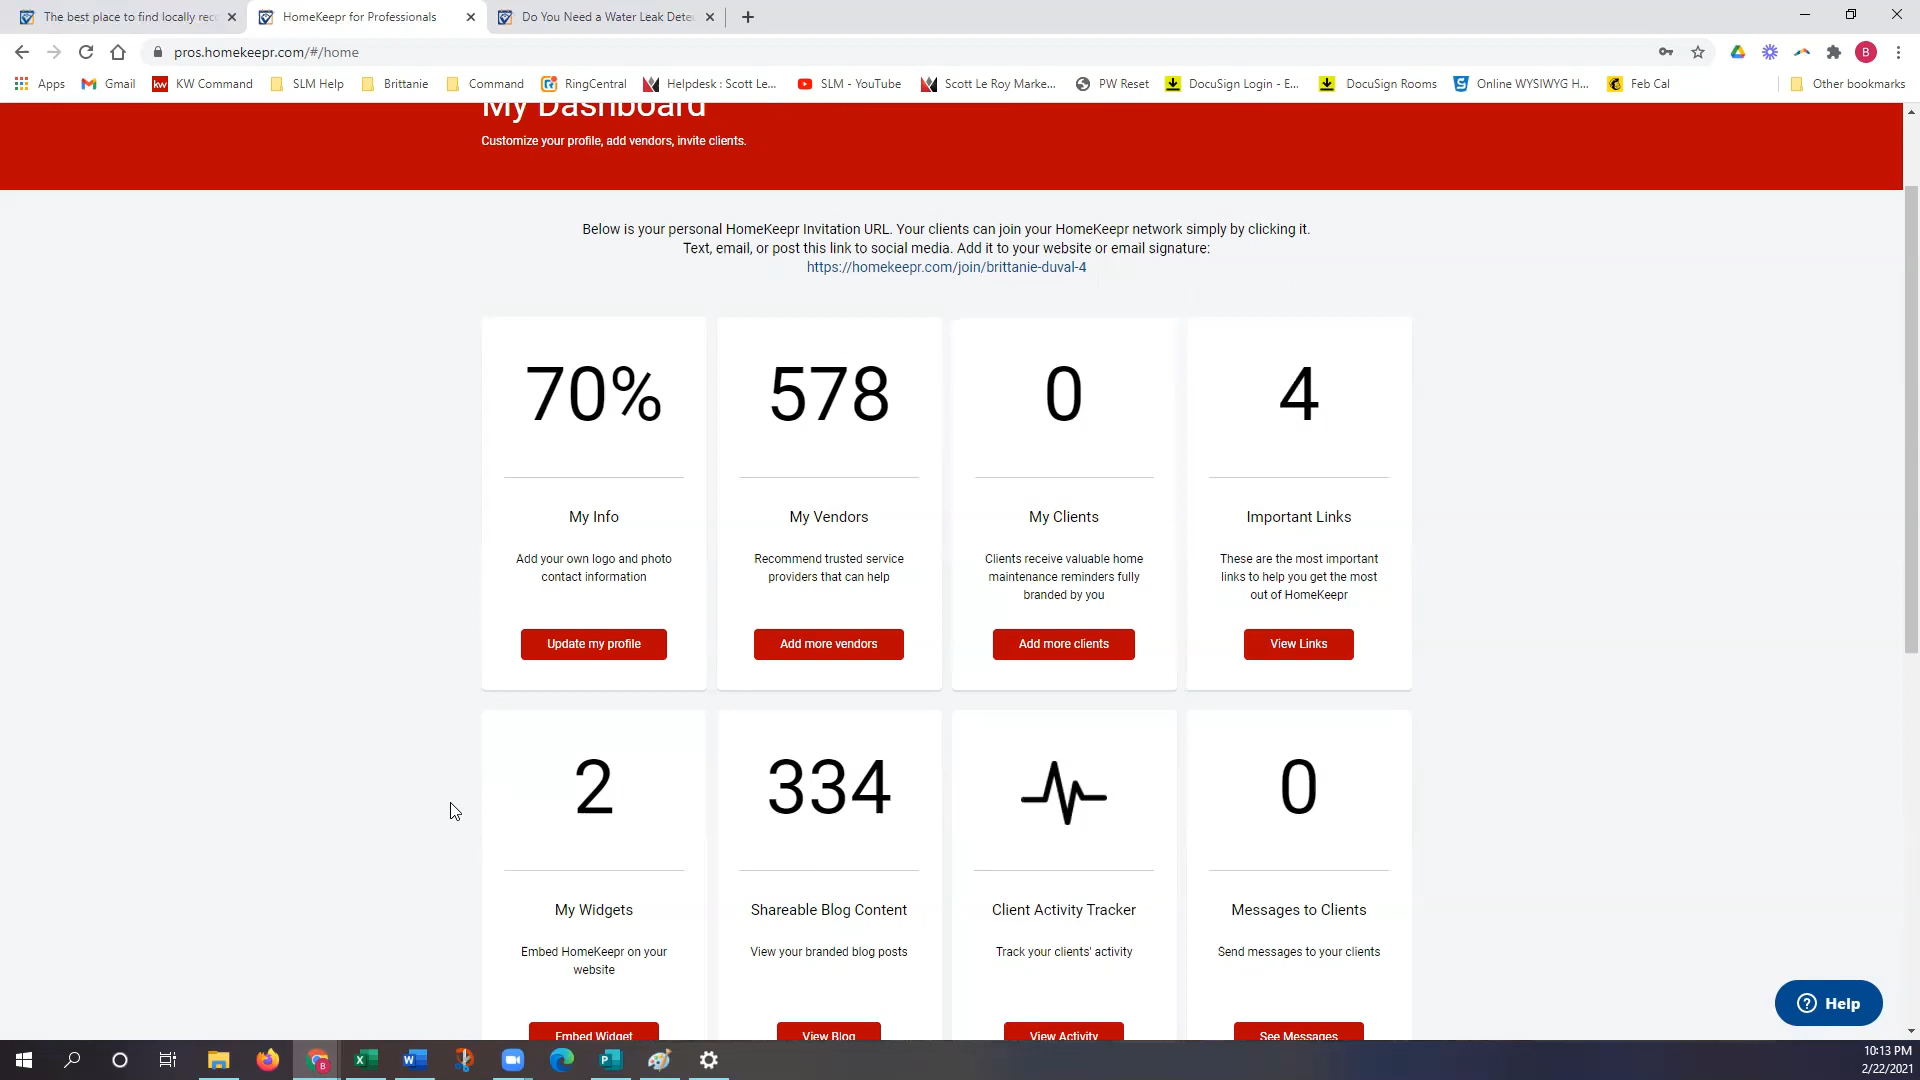 The best place to find locally rec
HomeKeepr for Professionals
Do You Need a Water Leak Dete
pros.homekeepr.com/#/home
B
Apps
Gmail
kw
KW Command
SLM Help
Brittanie
Command
RingCentral
Helpdesk : Scott Le...
SLM - YouTube
Scott Le Roy Marke...
PW Reset
DocuSign Login - E...
DocuSign Rooms
Online WYSIWYG H...
Feb Cal
Other bookmarks
My Dashboard
Customize your profile, add vendors, invite clients.
Below is your personal HomeKeepr Invitation URL. Your clients can join your HomeKeepr network simply by clicking it.
Text, email, or post this link to social media. Add it to your website or email signature:
https://homekeepr.com/join/brittanie-duval-4
70%
My Info
Add your own logo and photo
contact information
Update my profile
578
My Vendors
Recommend trusted service
providers that can help
Add more vendors
0
My Clients
Clients receive valuable home
maintenance reminders fully
branded by you
Add more clients
4
Important Links
These are the most important
links to help you get the most
out of HomeKeepr
View Links
2
My Widgets
Embed HomeKeepr on your
website
Embed Widget
334
Shareable Blog Content
View your branded blog posts
View Blog
Client Activity Tracker
Track your clients' activity
View Activity
0
Messages to Clients
Send messages to your clients
See Messages
Help
10:13 PM
2/22/2021